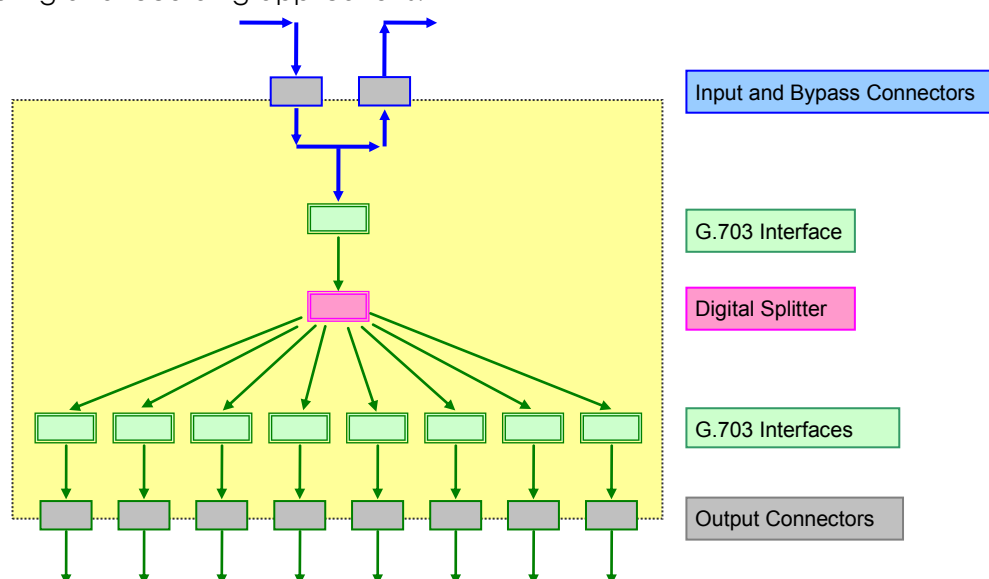 Input and Bypass Connectors
G.703 Interface
Digital Splitter
G.703 Interfaces
Output Connectors